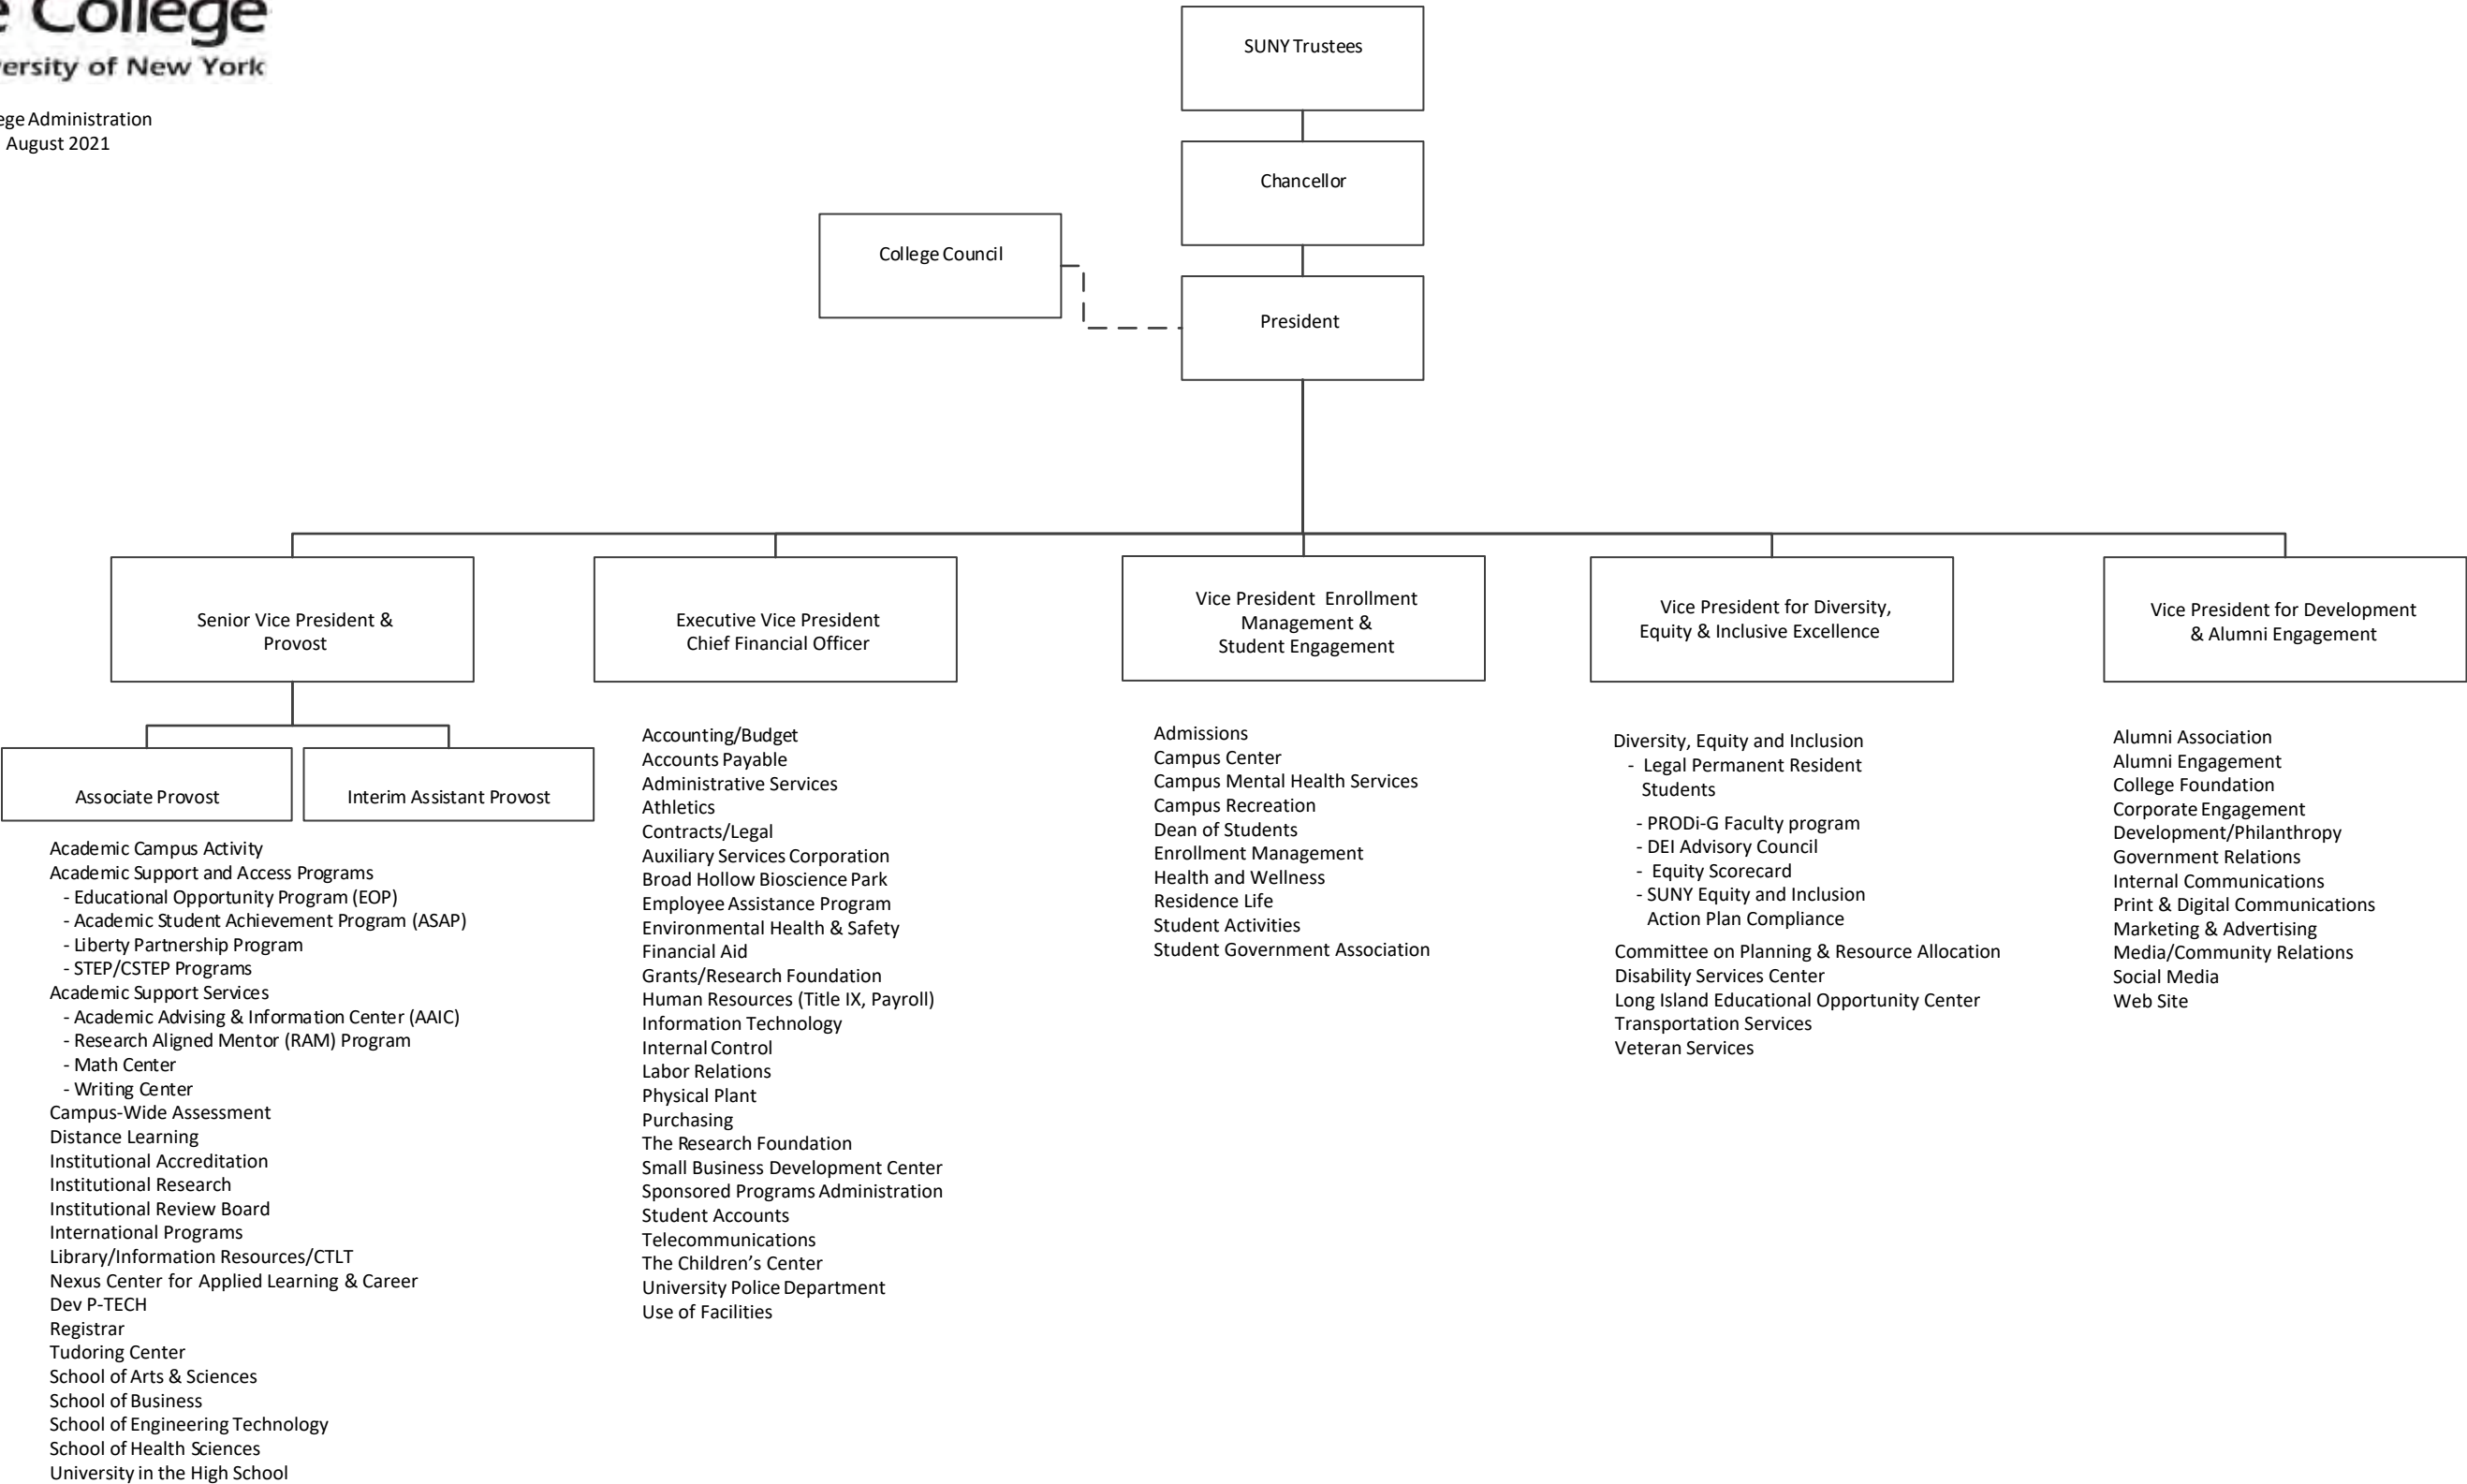 College
of New York
Administration
August 2021
SUNY Trustees
Chancellor
College Council
President
Senior Vice President &
Provost
Executive Vice President
Chief Financial Officer
Vice President Enrollment
Management &
Student Engagement
Vice President for Diversity,
Equity & Inclusive Excellence
Vice President for Development
& Alumni Engagement
Associate Provost
Interim Assistant Provost
Academic Campus Activity
Academic Support and Access Programs
- Educational Opportunity Program (EOP)
- Academic Student Achievement Program (ASAP)
- Liberty Partnership Program
- STEP/CSTEP Programs
Academic Support Services
- Academic Advising & Information Center (AAIC)
- Research Aligned Mentor (RAM) Program
- Math Center
- Writing Center
Campus-Wide Assessment
Distance Learning
Institutional Accreditation
Institutional Research
Institutional Review Board
International Programs
Library/Information Resources/CTLT
Nexus Center for Applied Learning & Career
Dev P-TECH
Registrar
Tudoring Center
School of Arts & Sciences
School of Business
School of Engineering Technology
School of Health Sciences
University in the High School
Accounting/Budget
Accounts Payable
Administrative Services
Athletics
Contracts/Legal
Auxiliary Services Corporation
Broad Hollow Bioscience Park
Employee Assistance Program
Environmental Health & Safety
Financial Aid
Grants/Research Foundation
Human Resources (Title IX, Payroll)
Information Technology
Internal Control
Labor Relations
Physical Plant
Purchasing
The Research Foundation
Small Business Development Center
Sponsored Programs Administration
Student Accounts
Telecommunications
The Children's Center
University Police Department
Use of Facilities
Admissions
Campus Center
Campus Mental Health Services
Campus Recreation
Dean of Students
Enrollment Management
Health and Wellness
Residence Life
Student Activities
Student Government Association
Diversity, Equity and Inclusion
- Legal Permanent Resident
Students
- PRODi-G Faculty program
- DEI Advisory Council
- Equity Scorecard
- SUNY Equity and Inclusion
Action Plan Compliance
Committee on Planning & Resource Allocation
Disability Services Center
Long Island Educational Opportunity Center
Transportation Services
Veteran Services
Alumni Association
Alumni Engagement
College Foundation
Corporate Engagement
Development/Philanthropy
Government Relations
Internal Communications
Print & Digital Communications
Marketing & Advertising
Media/Community Relations
Social Media
Web Site